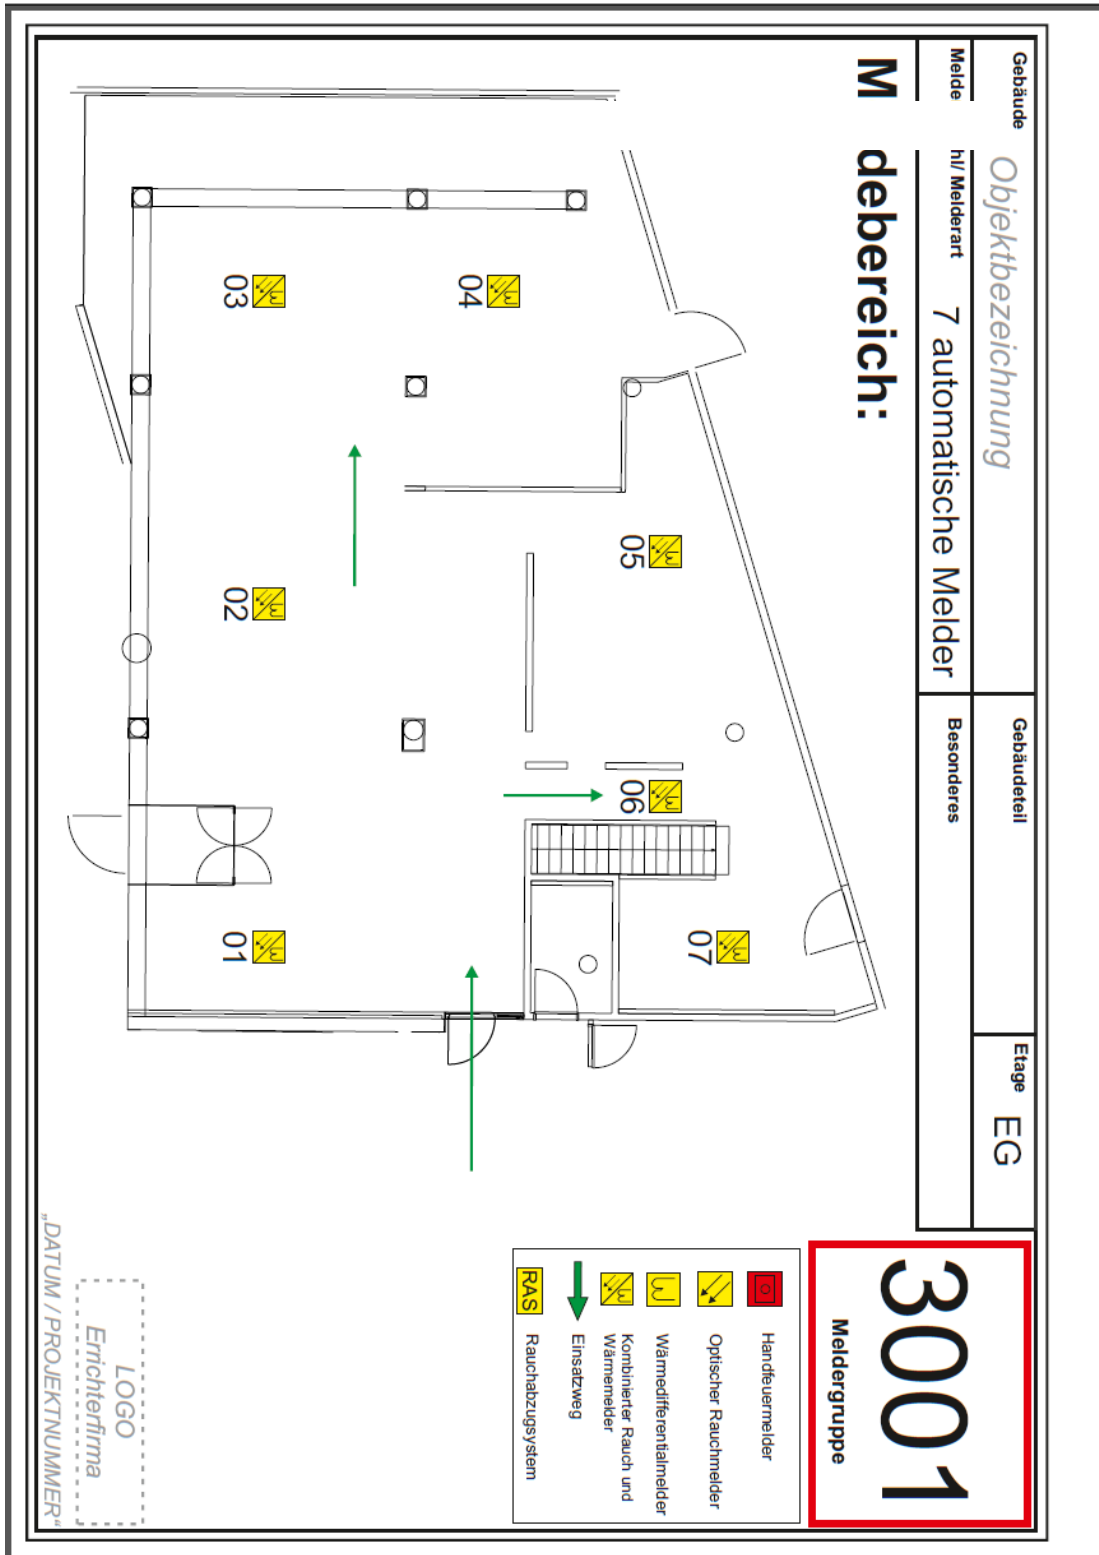 Gebäude
Objektbezeichnung
Gebäudeteil
Etage EG
Melde hl/ Melderart 7 automatische Melder
Besonderes
M debereich:
3001
Meldergruppe
03
04
05
02
06
01
07
Handfeuermelder
Optischer Rauchmelder
Wärmedifferentialmelder
Kombinierter Rauch und
Wärmemelder
Einsatzweg
RAS Rauchabzugsystem
LOGO
Errichterfirma
„DATUM / PROJEKTNUMMER“